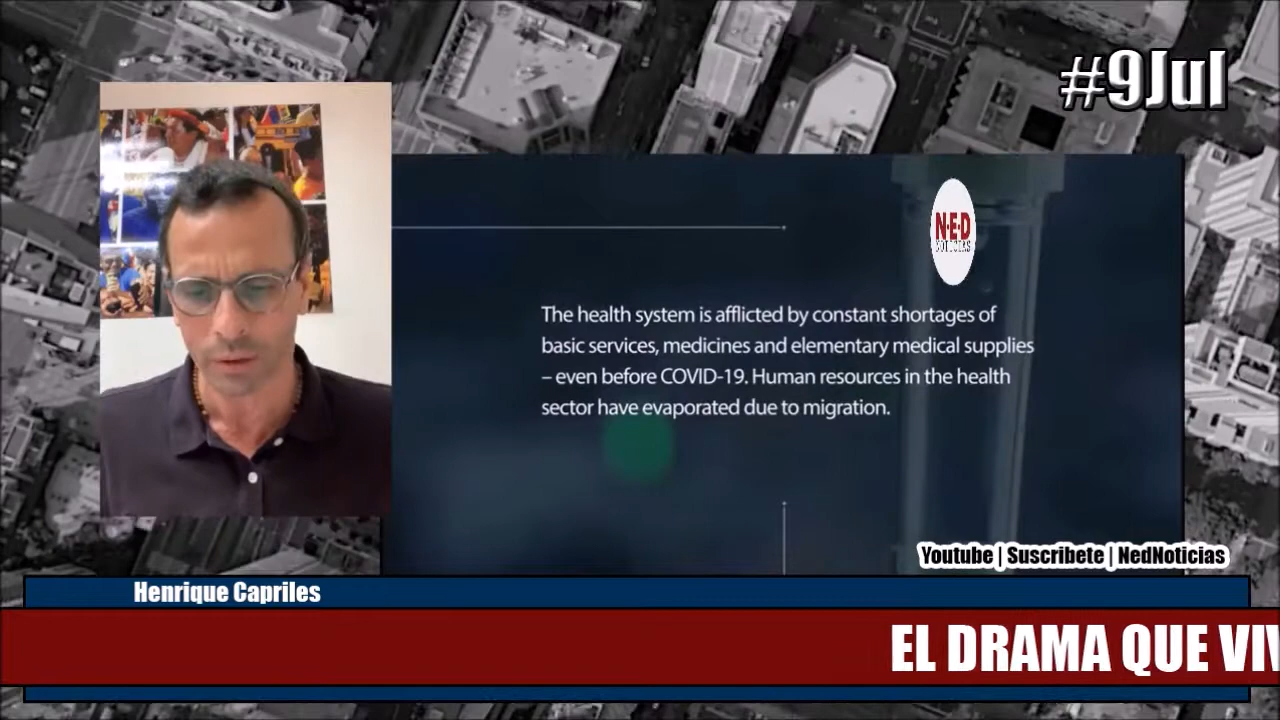 #9Jul
N·E·D
NOTICIAS
The health system is afflicted by constant shortages of
basic services, medicines and elementary medical supplies
– even before COVID-19. Human resources in the health
sector have evaporated due to migration.
Youtube | Suscribete | NedNoticias
Henrique Capriles
EL DRAMA QUE VIV